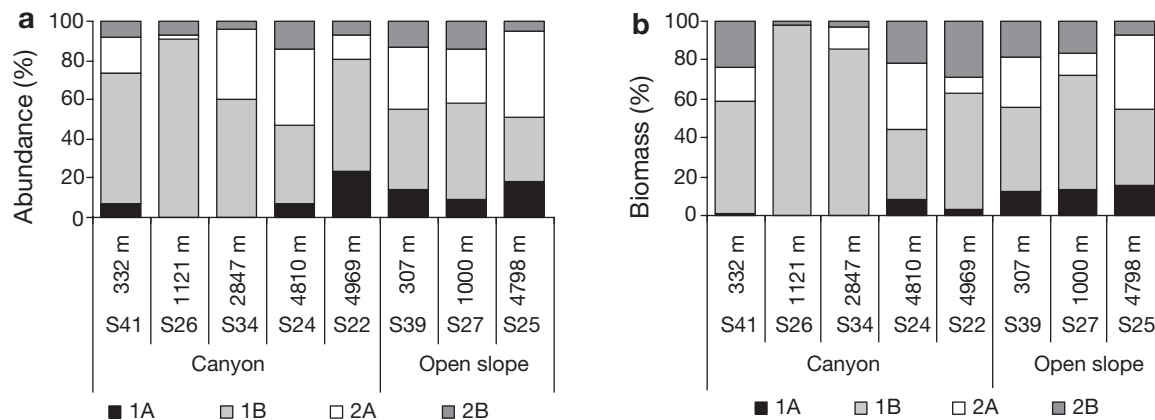 a
Abundance (%)
100
80
60
40
20
0
332 m
1121 m
2847 m
4810 m
4969 m
307 m
1000 m
4798 m
S41 S26 S34 S24 S22 S39 S27 S25
Canyon Open slope
1A 1B 2A 2B
b
Biomass (%)
100
80
60
40
20
0
332 m
1121 m
2847 m
4810 m
4969 m
307 m
1000 m
4798 m
S41 S26 S34 S24 S22 S39 S27 S25
Canyon Open slope
1A 1B 2A 2B